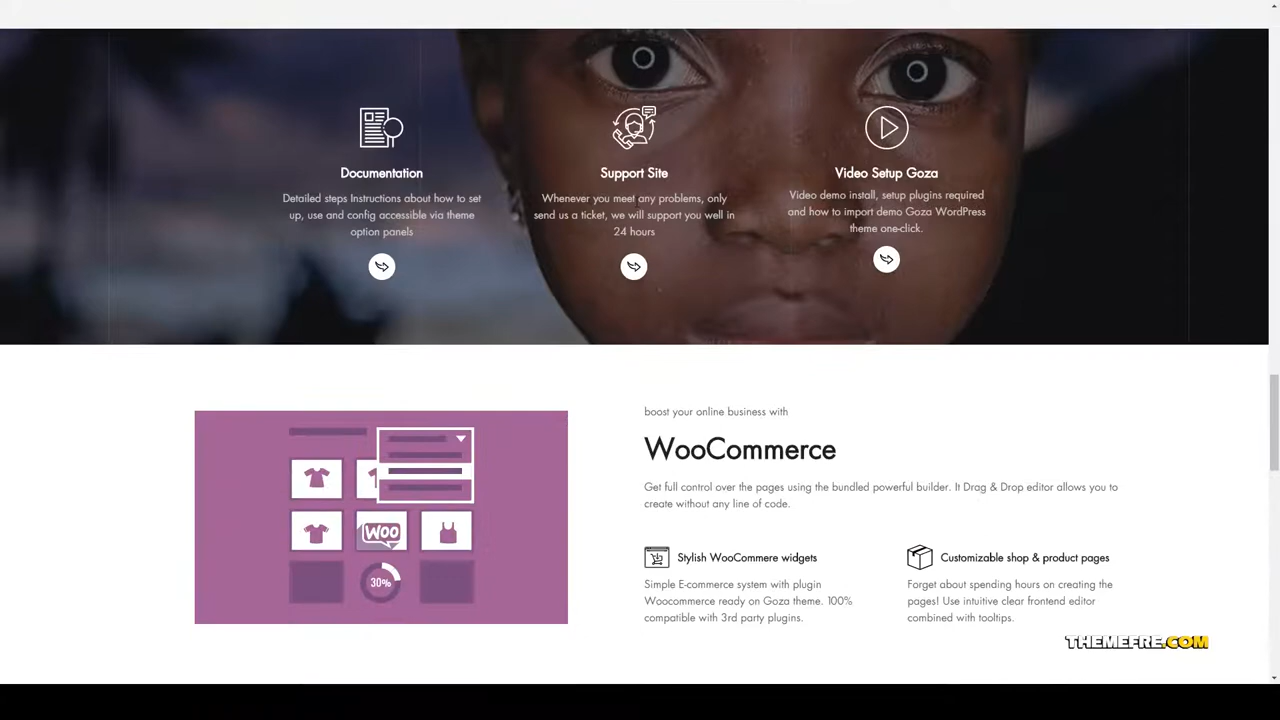 Documentation
Detailed steps Instructions about how to set
up, use and config accessible via theme
option panels
Support Site
Whenever you meet any problems, only
send us a ticket, we will support you well in
24 hours
Video Setup Goza
Video demo install, setup plugins required
and how to import demo Goza WordPress
theme one-click.
WOO
30%
boost your online business with
WooCommerce
Get full control over the pages using the bundled powerful builder. It Drag & Drop editor allows you to
create without any line of code.
Stylish WooCommere widgets
Simple E-commerce system with plugin
Woocommerce ready on Goza theme. 100%
compatible with 3rd party plugins.
Customizable shop & product pages
Forget about spending hours on creating the
pages! Use intuitive clear frontend editor
combined with tooltips.
THEMEFRE.COM